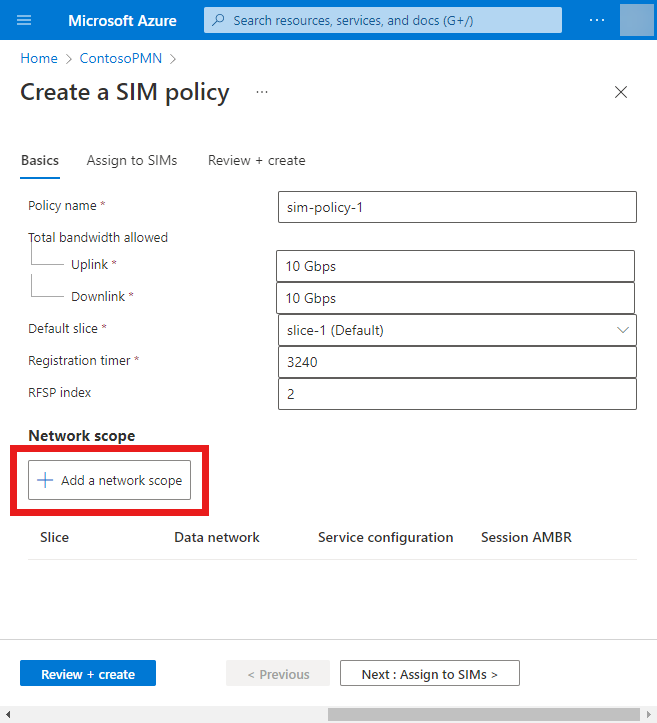 Microsoft Azure
Search resources, services, and docs (G+/)
...
Home > ContosoPMN >
Create a SIM policy ...
Basics Assign to SIMs Review + create
Policy name * sim-policy-1
Total bandwidth allowed
Uplink * 10 Gbps
Downlink * 10 Gbps
Default slice * slice-1 (Default)
Registration timer * 3240
RFSP index 2
Network scope
+ Add a network scope
Slice Data network Service configuration Session AMBR
Review + create < Previous Next : Assign to SIMs >